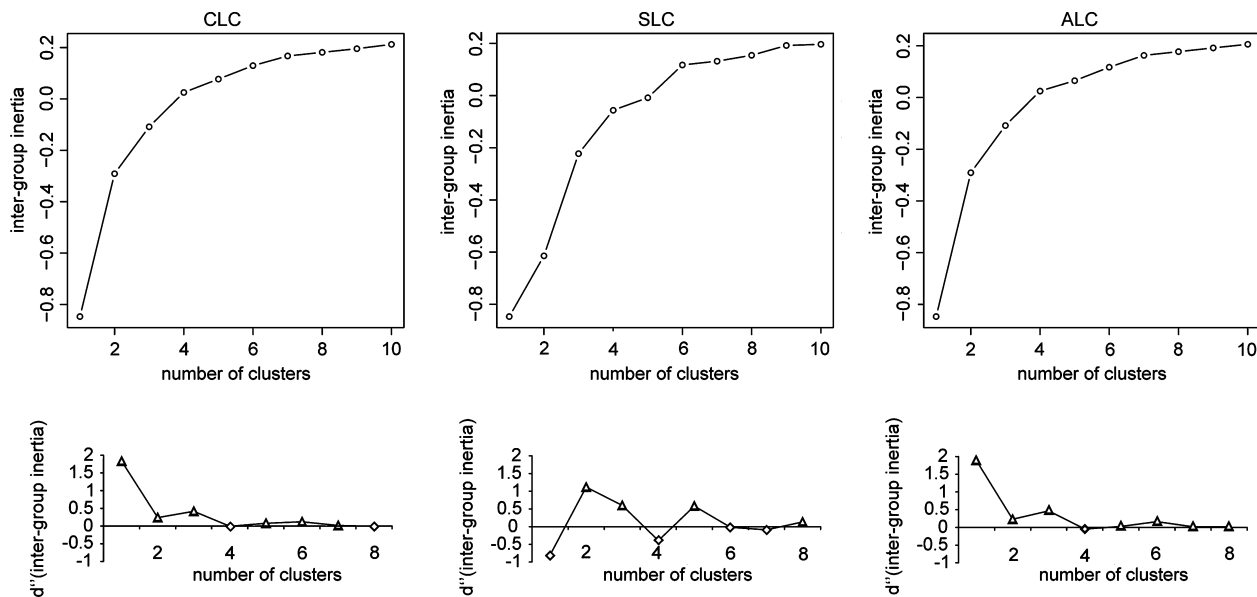 CLC
inter-group inertia
0.2
0.0
−0.2
−0.4
−0.6
−0.8
2 4 6 8 10
number of clusters
SLC
inter-group inertia
0.2
0.0
−0.2
−0.4
−0.6
−0.8
2 4 6 8 10
number of clusters
ALC
inter-group inertia
0.2
0.0
−0.2
−0.4
−0.6
−0.8
2 4 6 8 10
number of clusters
d''(inter-group inertia)
2
1.5
1
0.5
0
-0.5
-1
2 4 6 8
number of clusters
d''(inter-group inertia)
2
1.5
1
0.5
0
-0.5
-1
2 4 6 8
number of clusters
d''(inter-group inertia)
2
1.5
1
0.5
0
-0.5
-1
2 4 6 8
number of clusters